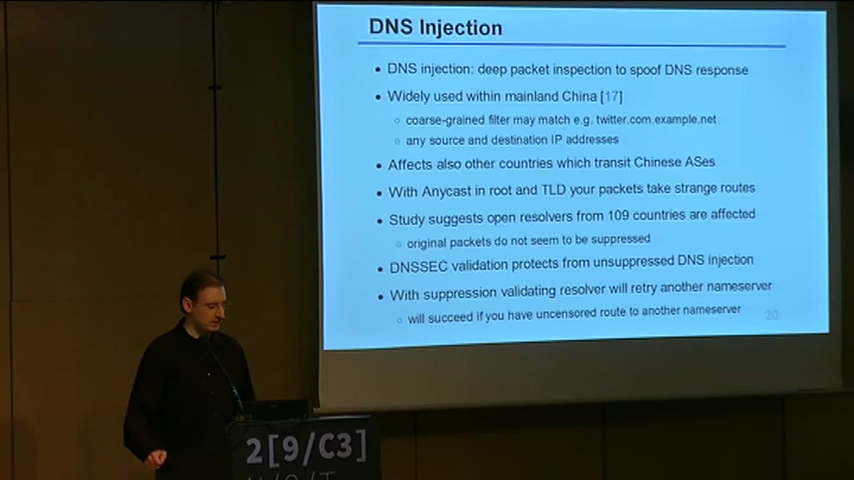 DNS Injection
• DNS injection: deep packet inspection to spoof DNS response
• Widely used within mainland China [17]
○ coarse-grained filter may match e.g. twitter.com.example.net
○ any source and destination IP addresses
• Affects also other countries which transit Chinese ASes
• With Anycast in root and TLD your packets take strange routes
• Study suggests open resolvers from 109 countries are affected
○ original packets do not seem to be suppressed
• DNSSEC validation protects from unsuppressed DNS injection
• With suppression validating resolver will retry another nameserver
○ will succeed if you have uncensored route to another nameserver
20
2[9/C3]